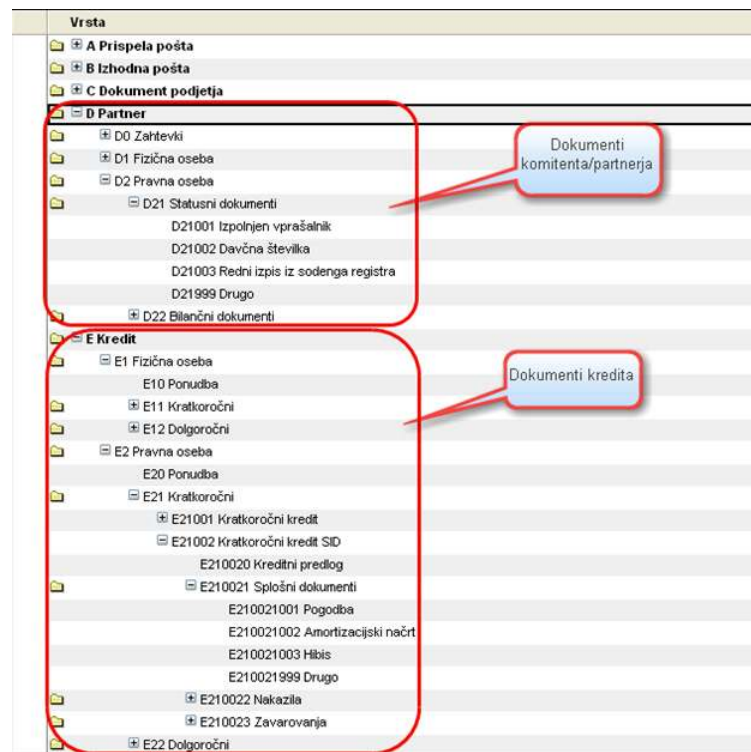 Vrsta
A Prispela pošta
B Izhodna pošta
C Dokument podjetja
D Partner
D0 Zahtevki
D1 Fizična oseba
D2 Pravna oseba
D21 Statusni dokumenti
D21001 Izpolnjen vprašalnik
D21002 Davčna številka
D21003 Redni izpis iz sodenga registra
D21999 Drugo
D22 Bilančni dokumenti
Dokumenti
komitenta/partnerja
E Kredit
E1 Fizična oseba
E10 Ponudba
E11 Kratkoročni
E12 Dolgoročni
E2 Pravna oseba
E20 Ponudba
E21 Kratkoročni
E21001 Kratkoročni kredit
E21002 Kratkoročni kredit SID
E210020 Kreditni predlog
E210021 Splošni dokumenti
E210021001 Pogodba
E210021002 Amortizacijski načrt
E210021003 Hibis
E210021999 Drugo
E210022 Nakazila
E210023 Zavarovanja
E22 Dolgoročni
Dokumenti kredita